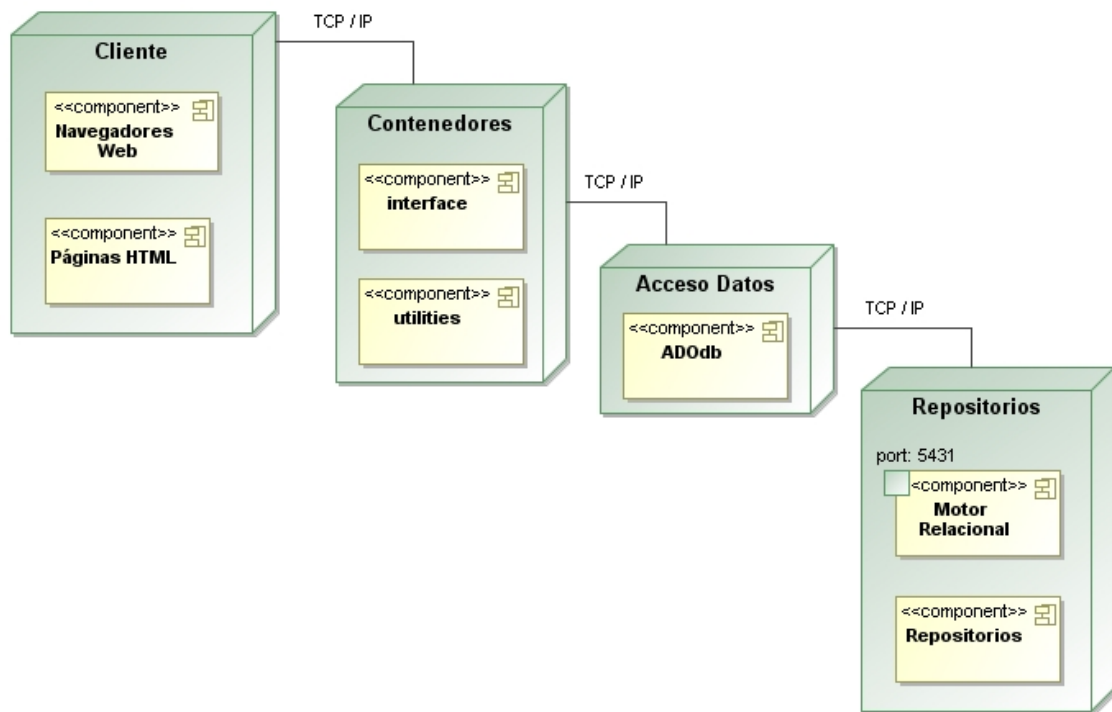 TCP / IP
Cliente
<<component>>
Navegadores
Web
<<component>>
Páginas HTML
Contenedores
<<component>>
interface
<<component>>
utilities
TCP / IP
Acceso Datos
<<component>>
ADOdb
TCP / IP
Repositorios
port: 5431
<component>>
Motor
Relacional
<<component>>
Repositorios